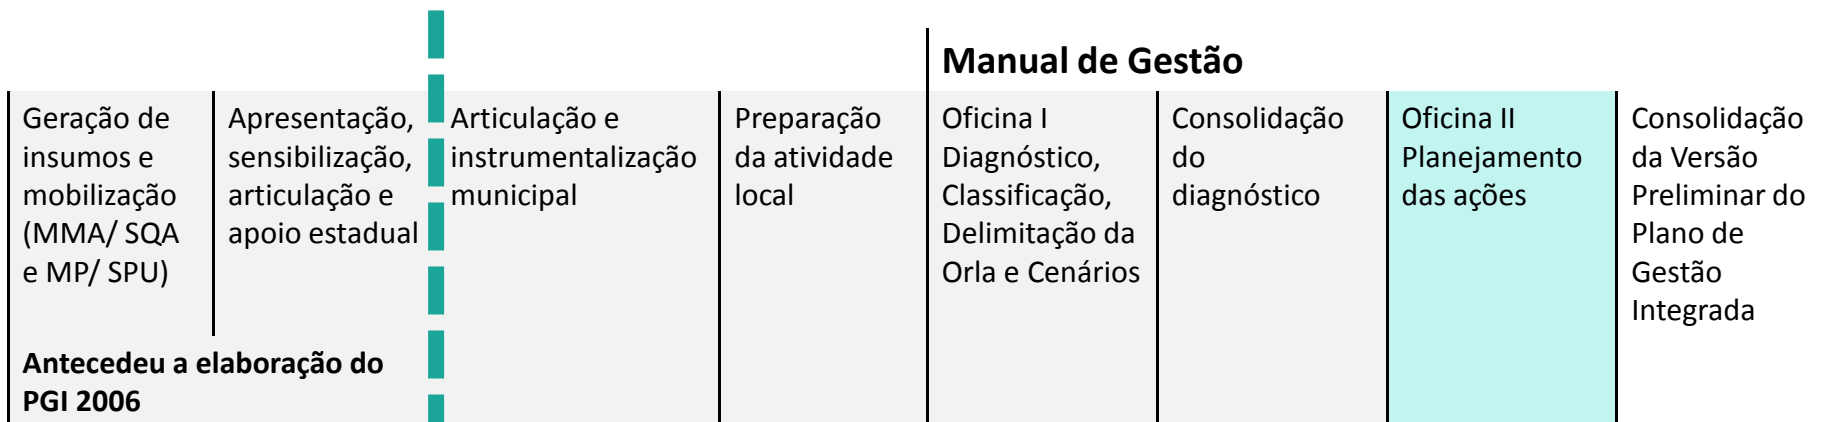 Manual de Gestão
Geração de
insumos e
mobilização
(MMA/ SQA
e MP/ SPU)
Apresentação,
sensibilização,
articulação e
apoio estadual
Antecedeu a elaboração do
PGI 2006
Articulação e
instrumentalização
municipal
Preparação
da atividade
local
Oficina I
Diagnóstico,
Classificação,
Delimitação da
Orla e Cenários
Consolidação
do
diagnóstico
Oficina II
Planejamento
das ações
Consolidação
da Versão
Preliminar do
Plano de
Gestão
Integrada